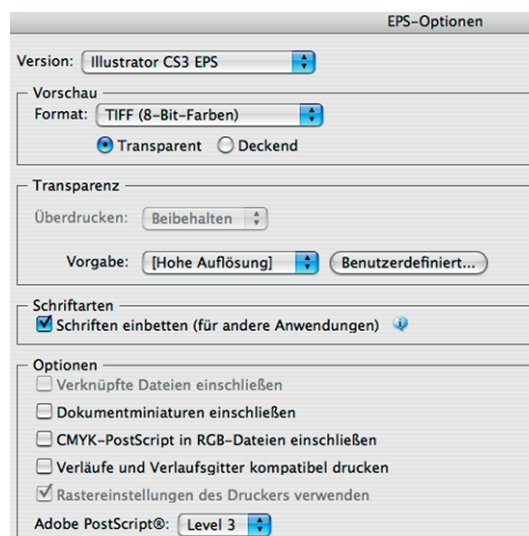 EPS-Optionen
Version: Illustrator CS3 EPS
Vorschau
Format: TIFF (8-Bit-Farben)
Transparent Deckend
Transparenz
Überdrucken: Beibehalten
Vorgabe: [Hohe Auflösung] Benutzerdefiniert...
Schriftarten
Schriften einbetten (für andere Anwendungen)
Optionen
Verknüpfte Dateien einschließen
Dokumentminiaturen einschließen
CMYK-PostScript in RGB-Dateien einschließen
Verläufe und Verlaufsgitter kompatibel drucken
Rastereinstellungen des Druckers verwenden
Adobe PostScript®: Level 3